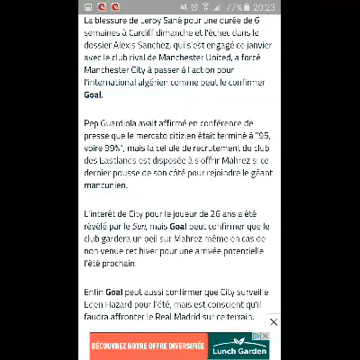 77% 20:23
La blessure de Leroy Sané pour une durée de 6
semaines à Cardiff dimanche et l'échec dans le
dossier Alexis Sanchez, qui s'est engagé ce janvier
avec le club rival de Manchester United, a forcé
Manchester City à passer à l'action pour
l'international algérien comme peut le confirmer
Goal.
Pep Guardiola avait affirmé en conférence de
presse que le mercato citizien était terminé à "95,
voire 99%", mais la cellule de recrutement du club
des Eastlands est disposée à s'offrir Mahrez si ce
dernier pousse de son côté pour rejoindre le géant
mancunien.
L'intérêt de City pour le joueur de 26 ans a été
révélé par le Sun, mais Goal peut confirmer que le
club gardera un oeil sur Mahrez même en cas de
non venue cet hiver pour une arrivée potentielle
l'été prochain.
Enfin Goal peut aussi confirmer que City surveille
Eden Hazard pour l'été, mais est conscient qu'il
faudra affronter le Real Madrid sur ce terrain.
DÉCOUVREZ NOTRE OFFRE DIVERSIFIÉE
Lunch Garden